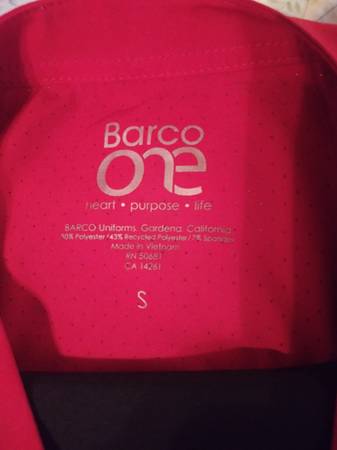 Barco
one
heart • purpose • life
BARCO Uniforms. Gardena, California.
50% Polyester/43% Recycled Polyester/7% Spandex
Made in Vietnam
RN 50681
CA 14261
S